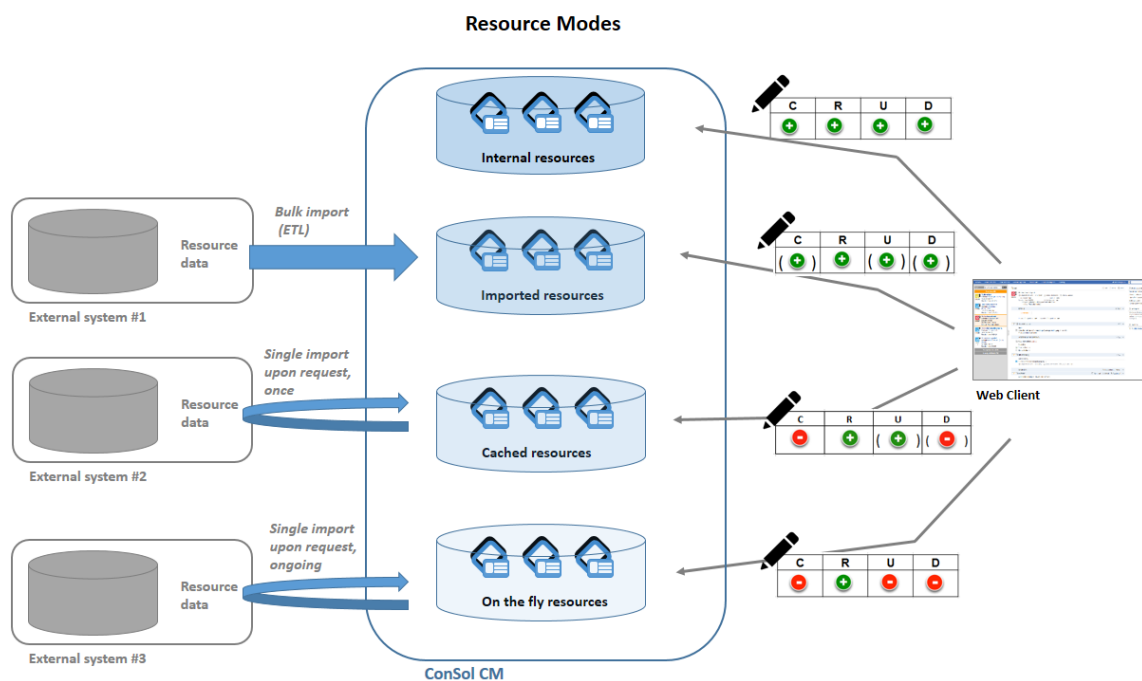 Resource Modes
C R U D
Internal resources
Bulk import
(ETL)
Resource
data
C R U D
( ) ( ) ( )
Imported resources
External system #1
Single import
upon request,
once
Resource
data
Web Client
C R U D
( ) ( )
Cached resources
External system #2
Single import
upon request,
ongoing
Resource
data
C R U D
On the fly resources
External system #3
ConSol CM